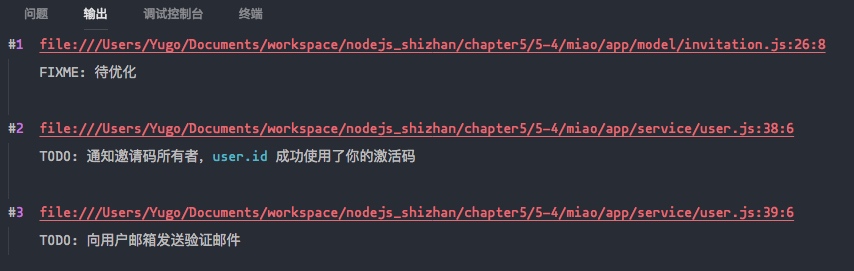 问题 输出 调试控制台 终端
#1 file:///Users/Yugo/Documents/workspace/nodejs_shizhan/chapter5/5-4/miao/app/model/invitation.js:26:8
FIXME: 待优化
#2 file:///Users/Yugo/Documents/workspace/nodejs_shizhan/chapter5/5-4/miao/app/service/user.js:38:6
TODO: 通知邀请码所有者，user.id 成功使用了你的激活码
#3 file:///Users/Yugo/Documents/workspace/nodejs_shizhan/chapter5/5-4/miao/app/service/user.js:39:6
TODO: 向用户邮箱发送验证邮件